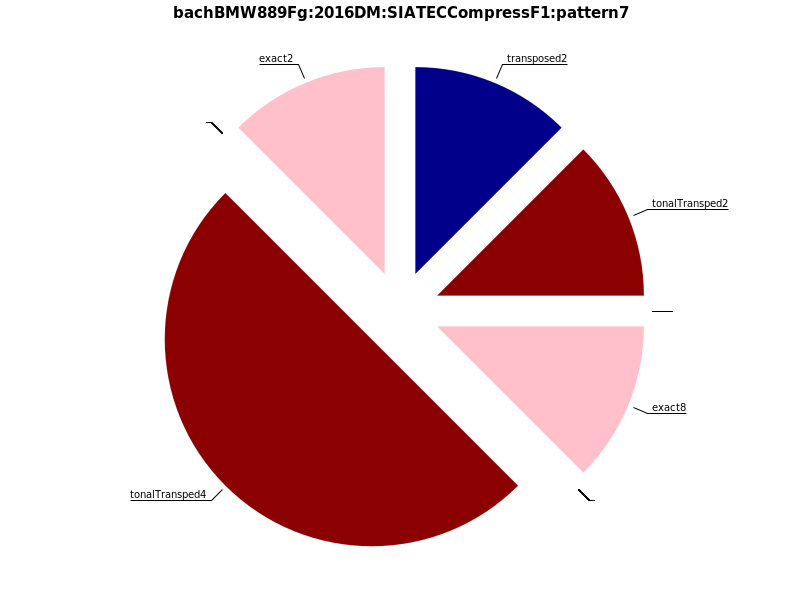 bachBMW889Fg:2016DM:SIATECCompressF1:pattern7
exact2
transposed2
tonalTransped2
exact8
tonalTransped4